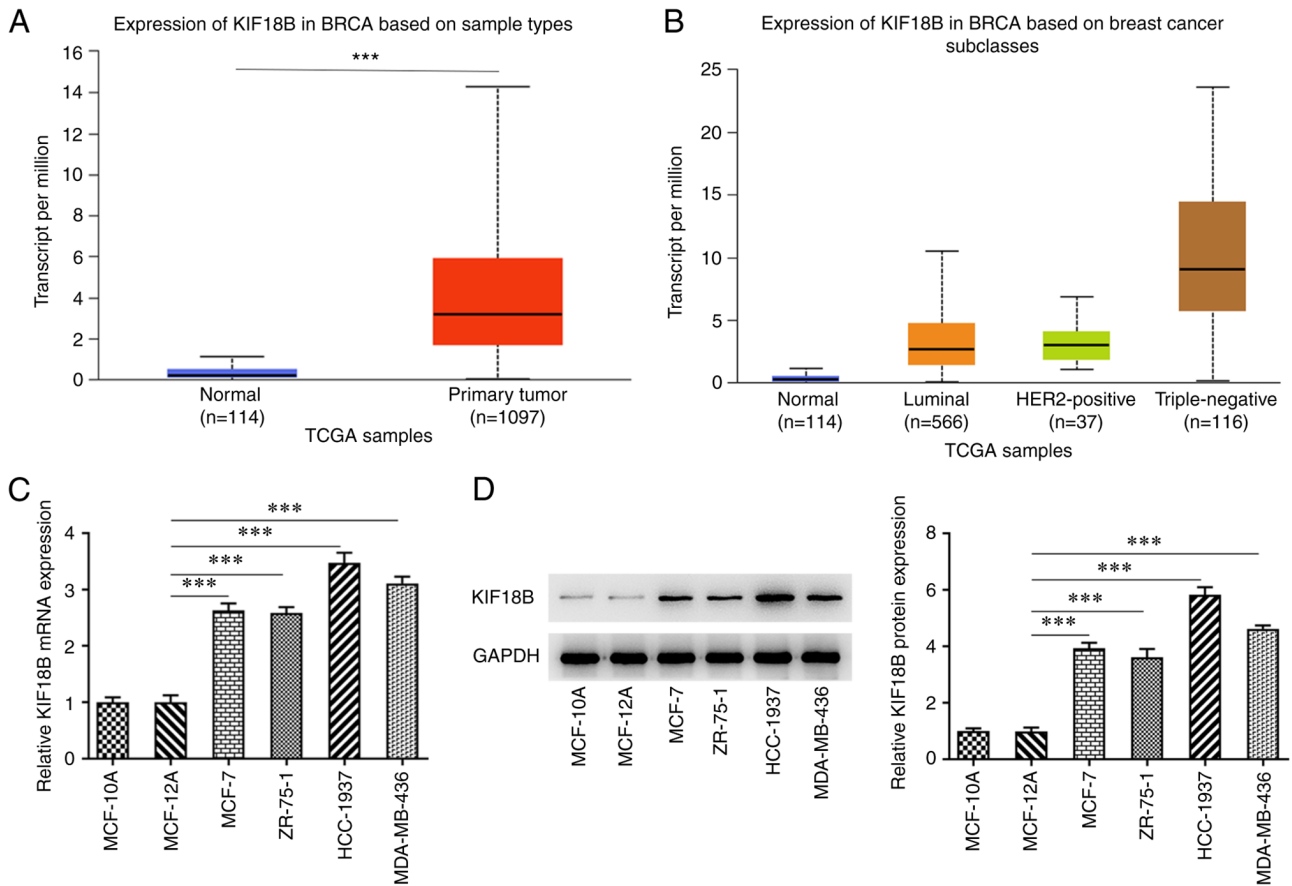 A
Expression of KIF18B in BRCA based on sample types
***
Transcript per million
16
14
12
10
8
6
4
2
0
Normal
(n=114)
Primary tumor
(n=1097)
TCGA samples
B
Expression of KIF18B in BRCA based on breast cancer
subclasses
Transcript per million
25
20
15
10
5
0
Normal
(n=114)
Luminal
(n=566)
HER2-positive
(n=37)
Triple-negative
(n=116)
TCGA samples
C
Relative KIF18B mRNA expression
4
3
2
1
0
***
***
***
***
MCF-10A
MCF-12A
MCF-7
ZR-75-1
HCC-1937
MDA-MB-436
D
KIF18B
GAPDH
MCF-10A
MCF-12A
MCF-7
ZR-75-1
HCC-1937
MDA-MB-436
Relative KIF18B protein expression
8
6
4
2
0
***
***
***
***
MCF-10A
MCF-12A
MCF-7
ZR-75-1
HCC-1937
MDA-MB-436